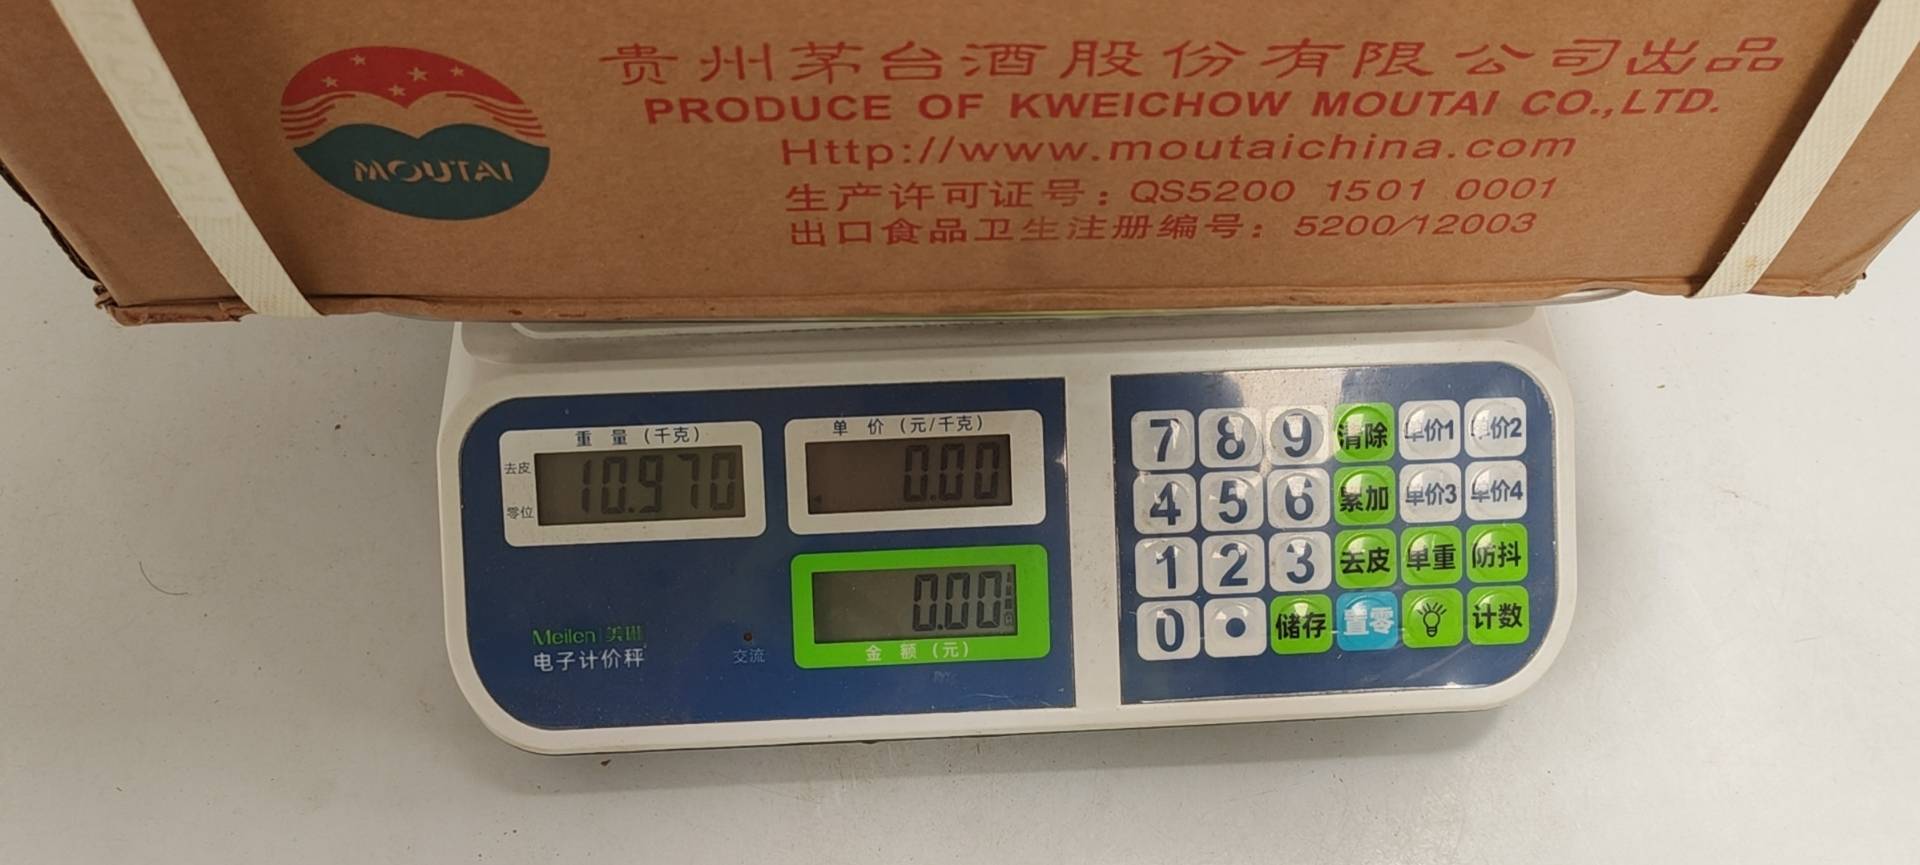 MOUTAI
MOUTAI
贵州茅台酒股份有限公司出品
PRODUCE OF KWEICHOW MOUTAI CO.,LTD.
Http://www.moutaichina.com
生产许可证号：QS5200 1501 0001
出口食品卫生注册编号：5200/12003
重 量（千克）
去皮
零位
10.970
单 价（元/千克）
0.00
0.00
金 额（元）
Meilen 美琳
电子计价秤
交流
7 8 9 清除 单价1 单价2
4 5 6 累加 单价3 单价4
1 2 3 去皮 单重 防抖
0 • 储存 置零 计数